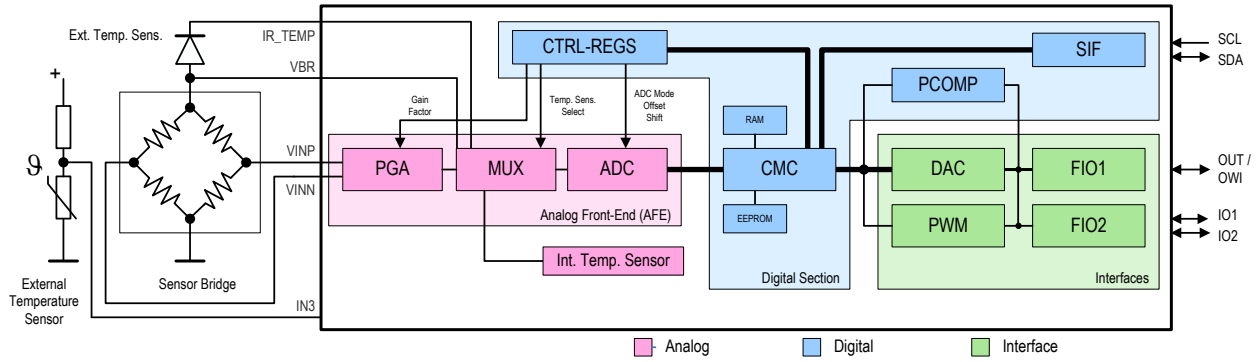 Ext. Temp. Sens.
IR_TEMP
VBR
CTRL-REGS
SIF
SCL
SDA
PCOMP
+
Gain
Factor
Temp. Sens.
Select
ADC Mode
Offset
Shift
RAM
ϑ
VINP
VINN
PGA
MUX
ADC
CMC
DAC
FIO1
OUT /
OWI
Analog Front-End (AFE)
EEPROM
PWM
FIO2
IO1
IO2
Int. Temp. Sensor
External
Temperature
Sensor
Sensor Bridge
IN3
Digital Section
Interfaces
Analog
Digital
Interface